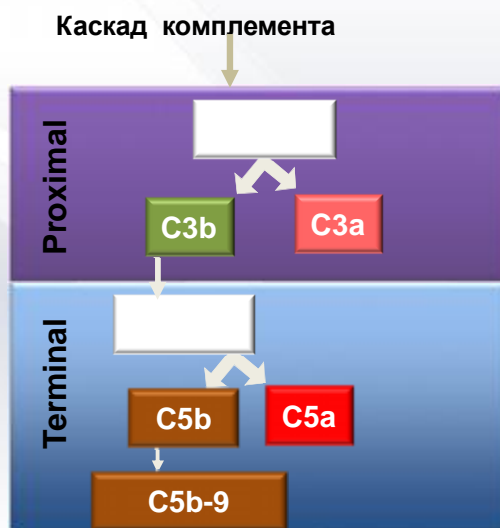 Каскад комплемента
Proximal
C3b
C3a
Terminal
C5b
C5a
C5b-9